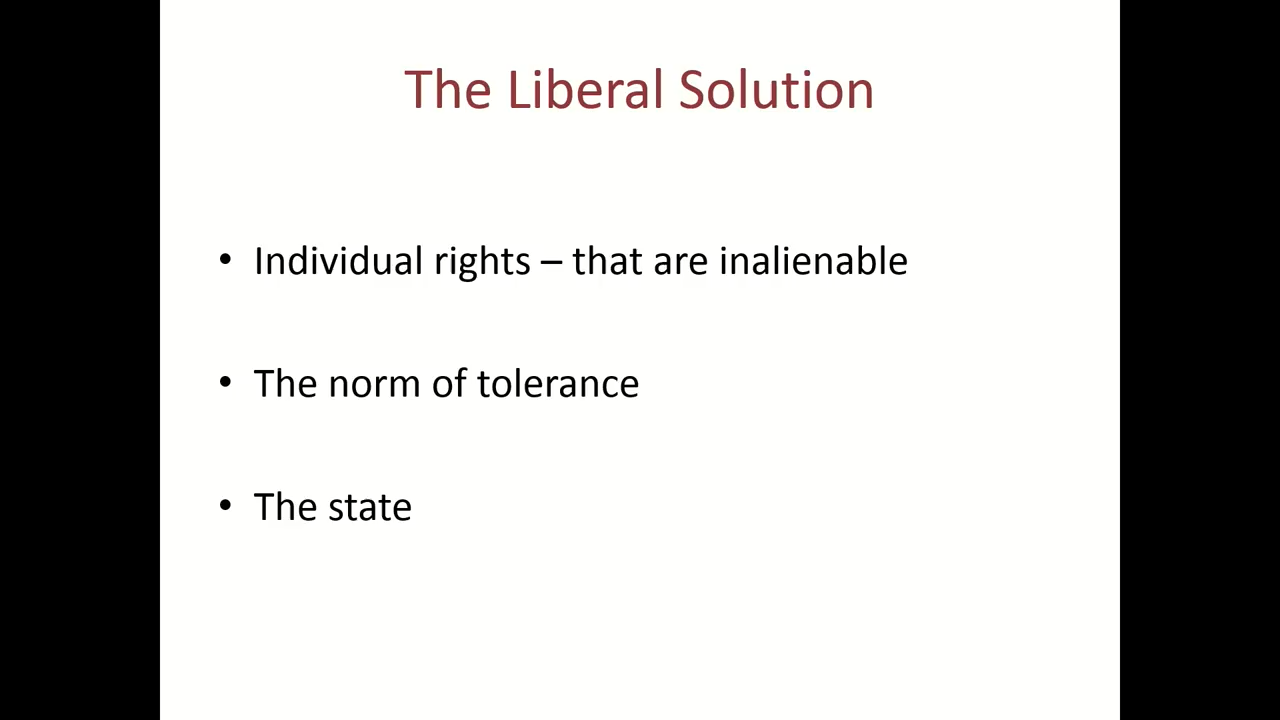 The Liberal Solution
• Individual rights – that are inalienable
• The norm of tolerance
• The state